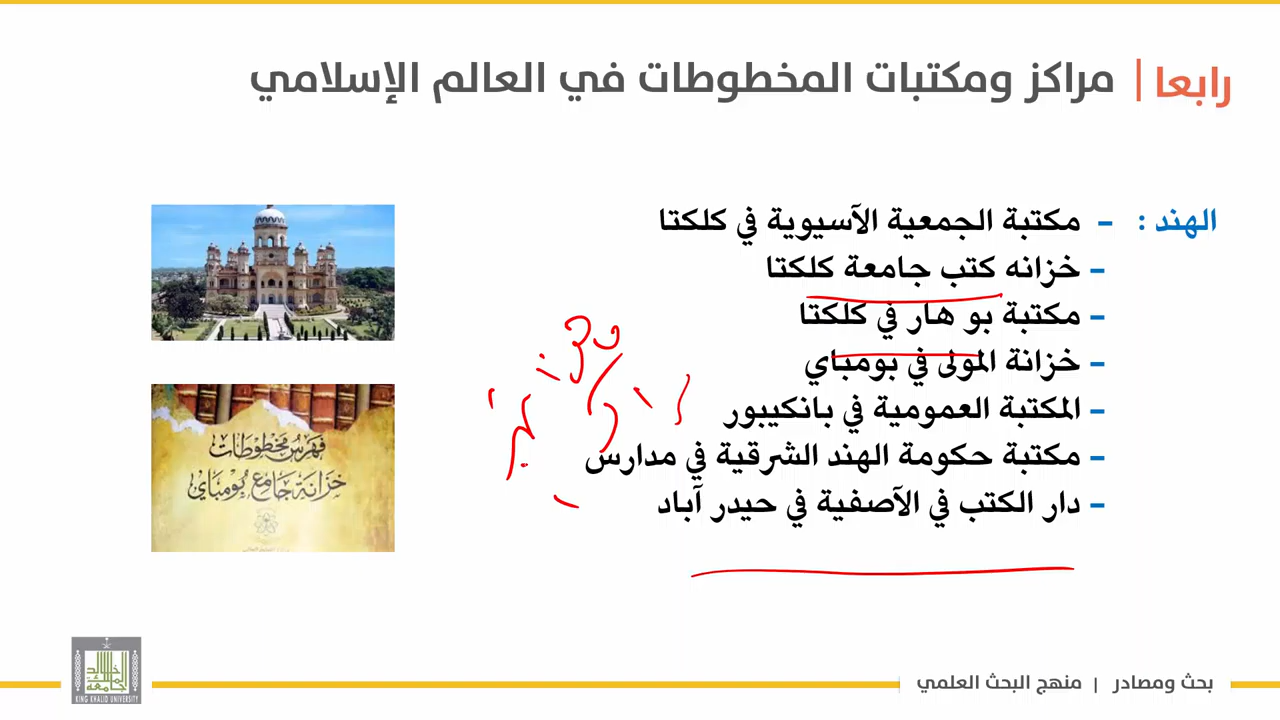 رابعا | مراكز ومكتبات المخطوطات في العالم الإسلامي
الهند : – مكتبة الجمعية الآسيوية في كلكتا
– خزانه كتب جامعة كلكتا
– مكتبة بو هار في كلكتا
– خزانة المولى في بومباي
– المكتبة العمومية في بانكيبور
– مكتبة حكومة الهند الشرقية في مدارس
– دار الكتب في الآصفية في حيدر آباد
فهرس مخطوطات
خزانة جامع بومباي
KING KHALID UNIVERSITY
بحث ومصادر | منهج البحث العلمي